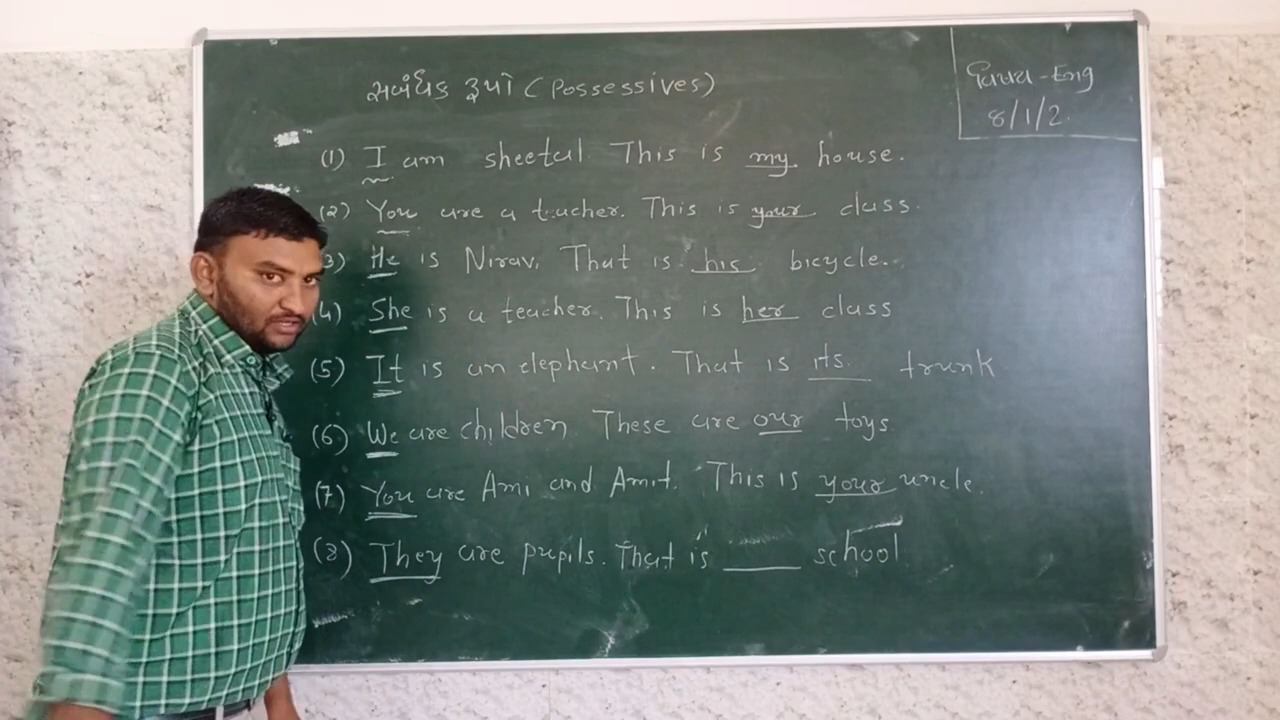 સબંધક રૂપો (Possessives)
વિષય - Eng
8/1/2
(1) I am sheetal. This is my house.
(2) You are a teacher. This is your class.
3) He is Nirav. That is his bicycle.
(4) She is a teacher. This is her class
(5) It is an elephant. That is its trunk
(6) We are children. These are our toys.
(7) You are Ami and Amit. This is your uncle.
(8) They are pupils. That is ____ school